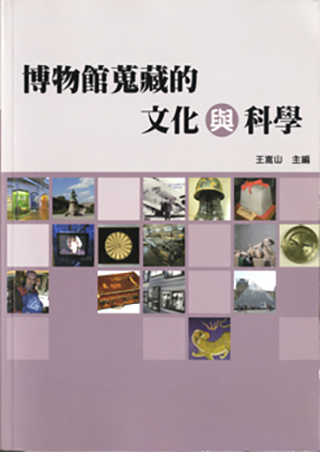 博物館蒐藏的
文化與科學
王嵩山 主編